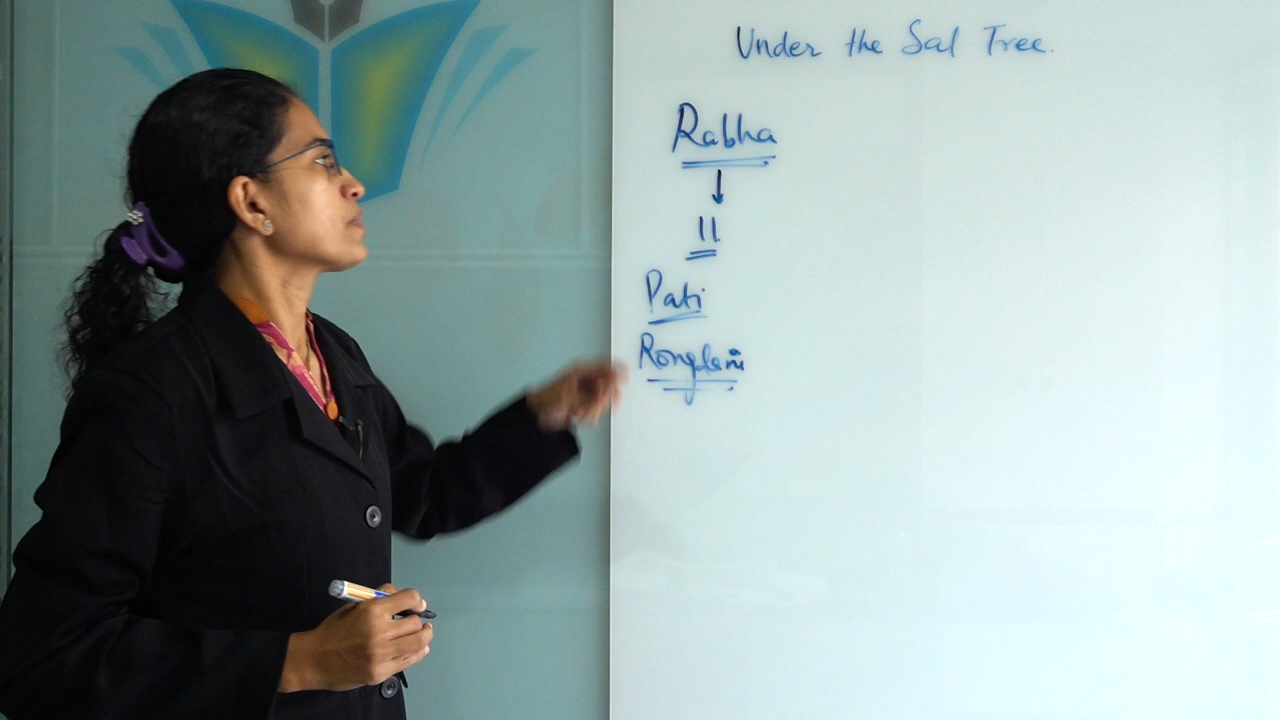 Under the Sal Tree.
Rabha
11
Pati
Rongdani